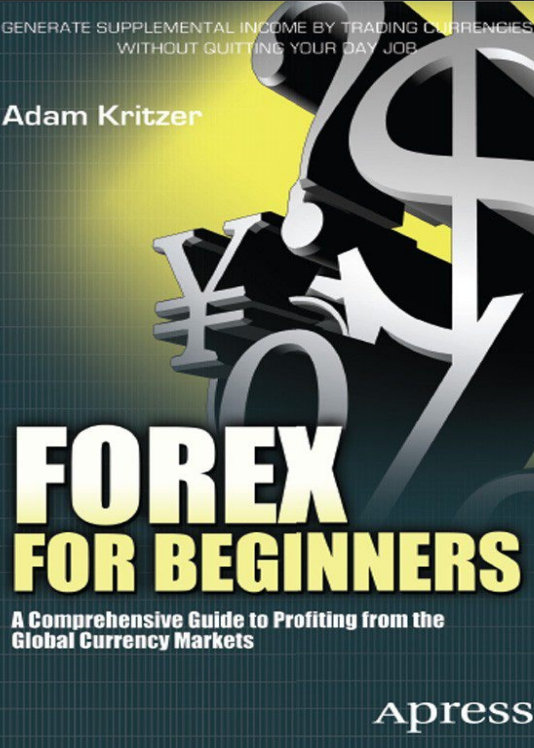 GENERATE SUPPLEMENTAL INCOME BY TRADING CURRENCIES
WITHOUT QUITTING YOUR DAY JOB
Adam Kritzer
$
¥
%
FOREX
FOR BEGINNERS
A Comprehensive Guide to Profiting from the
Global Currency Markets
Apress